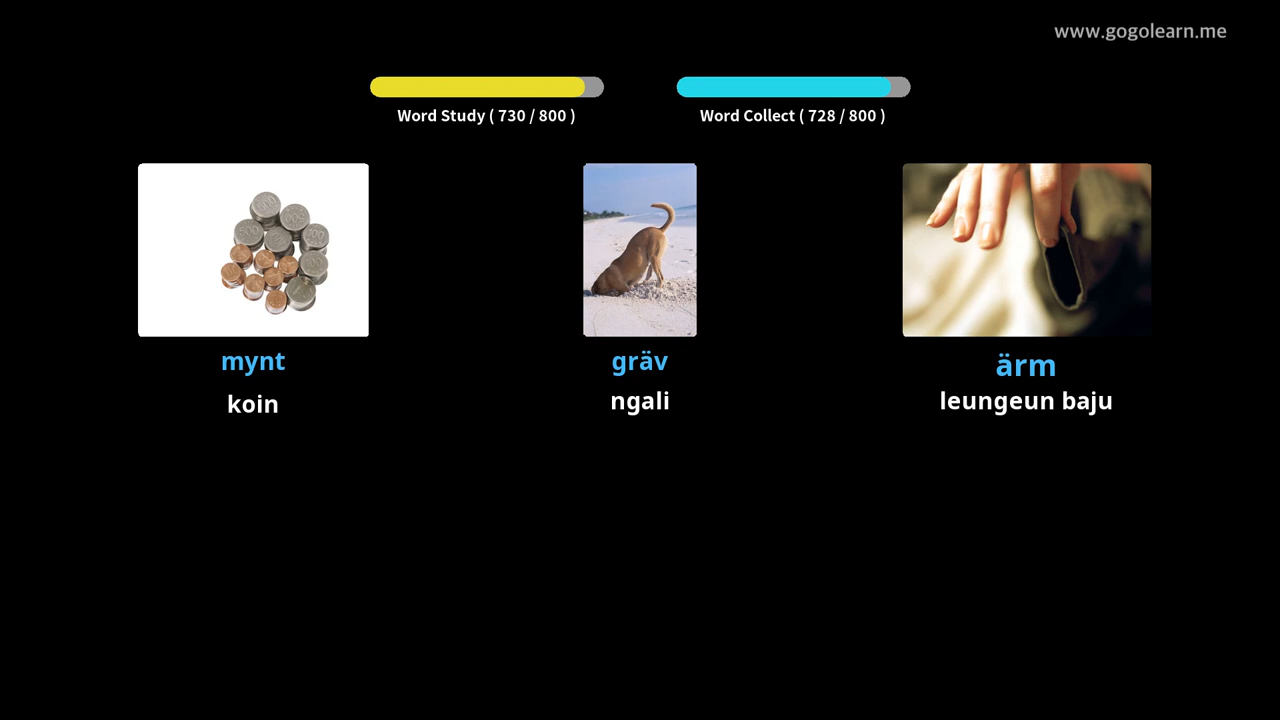 www.gogolearn.me
Word Study ( 730 / 800 )
Word Collect ( 728 / 800 )
mynt
gräv
ärm
koin
ngali
leungeun baju